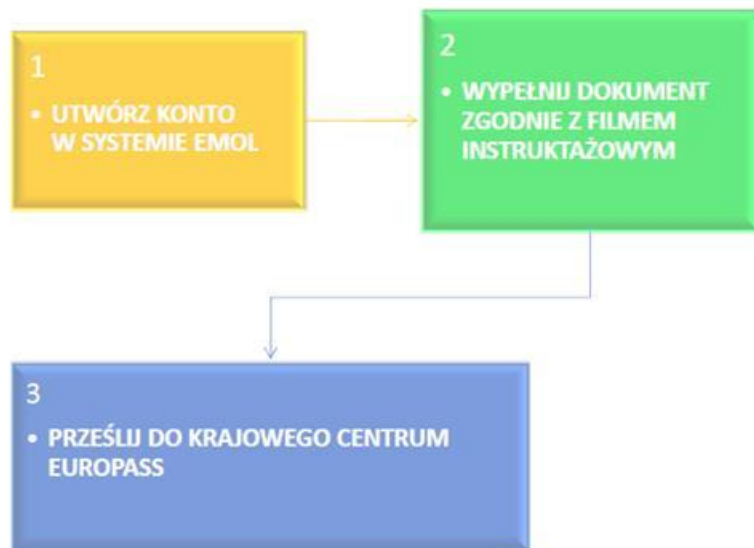 1
• UTWÓRZ KONTO
W SYSTEMIE EMOL
2
• WYPEŁNIJ DOKUMENT
ZGODNIE Z FILMEM
INSTRUKTAŻOWYM
3
• PRZEŚLIJ DO KRAJOWEGO CENTRUM
EUROPASS